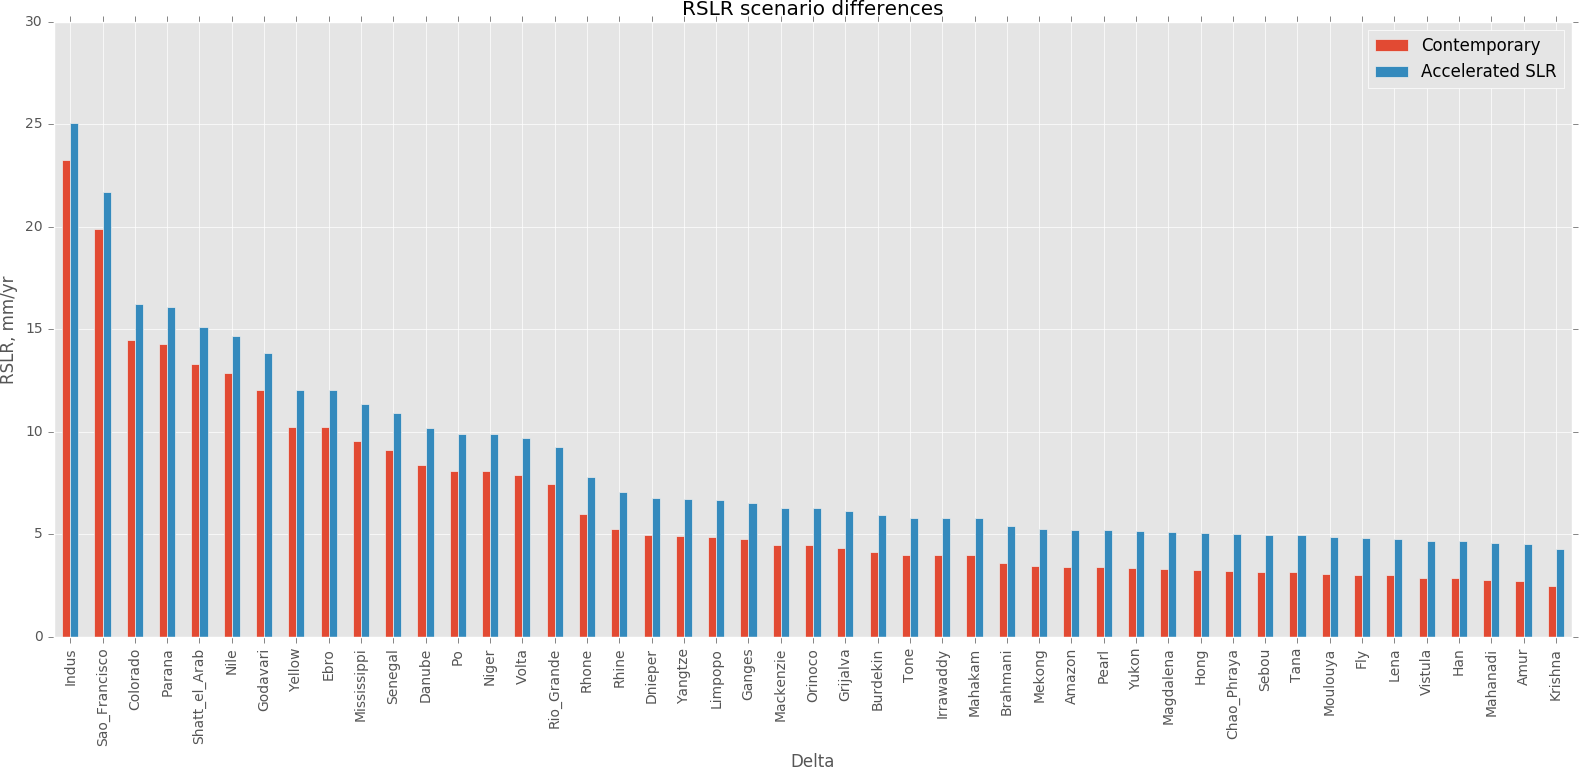 RSLR scenario differences
Contemporary
Accelerated SLR
RSLR, mm/yr
30
25
20
15
10
5
0
Indus
Sao_Francisco
Colorado
Parana
Shatt_el_Arab
Nile
Godavari
Yellow
Ebro
Mississippi
Senegal
Danube
Po
Niger
Volta
Rio_Grande
Rhone
Rhine
Dnieper
Yangtze
Limpopo
Ganges
Mackenzie
Orinoco
Grijalva
Burdekin
Tone
Irrawaddy
Mahakam
Brahmani
Mekong
Amazon
Pearl
Yukon
Magdalena
Hong
Chao_Phraya
Sebou
Tana
Moulouya
Fly
Lena
Vistula
Han
Mahanadi
Amur
Krishna
Delta